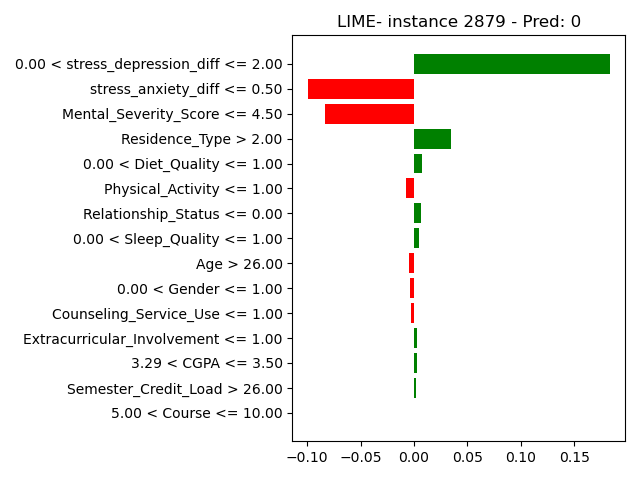 LIME- instance 2879 - Pred: 0
0.00 < stress_depression_diff <= 2.00
stress_anxiety_diff <= 0.50
Mental_Severity_Score <= 4.50
Residence_Type > 2.00
0.00 < Diet_Quality <= 1.00
Physical_Activity <= 1.00
Relationship_Status <= 0.00
0.00 < Sleep_Quality <= 1.00
Age > 26.00
0.00 < Gender <= 1.00
Counseling_Service_Use <= 1.00
Extracurricular_Involvement <= 1.00
3.29 < CGPA <= 3.50
Semester_Credit_Load > 26.00
5.00 < Course <= 10.00
−0.10 −0.05 0.00 0.05 0.10 0.15